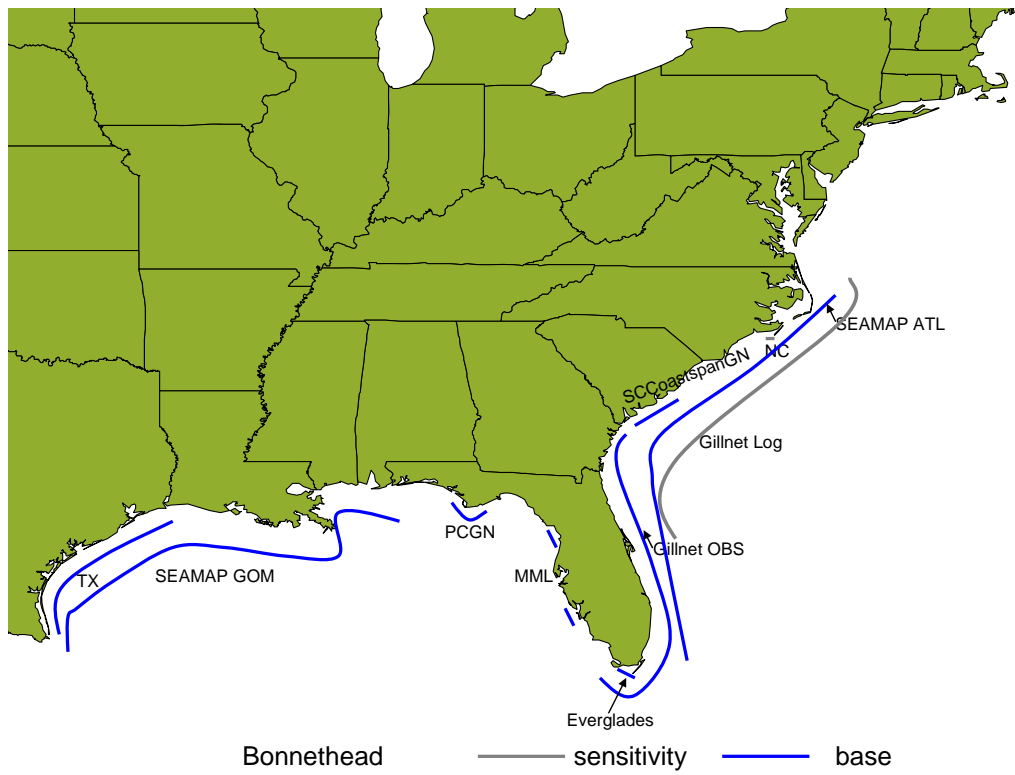 SEAMAP ATL
NC
SCCoastspanGN
Gillnet Log
PCGN
Gillnet OBS
SEAMAP GOM
MML
TX
Everglades
Bonnethead sensitivity base